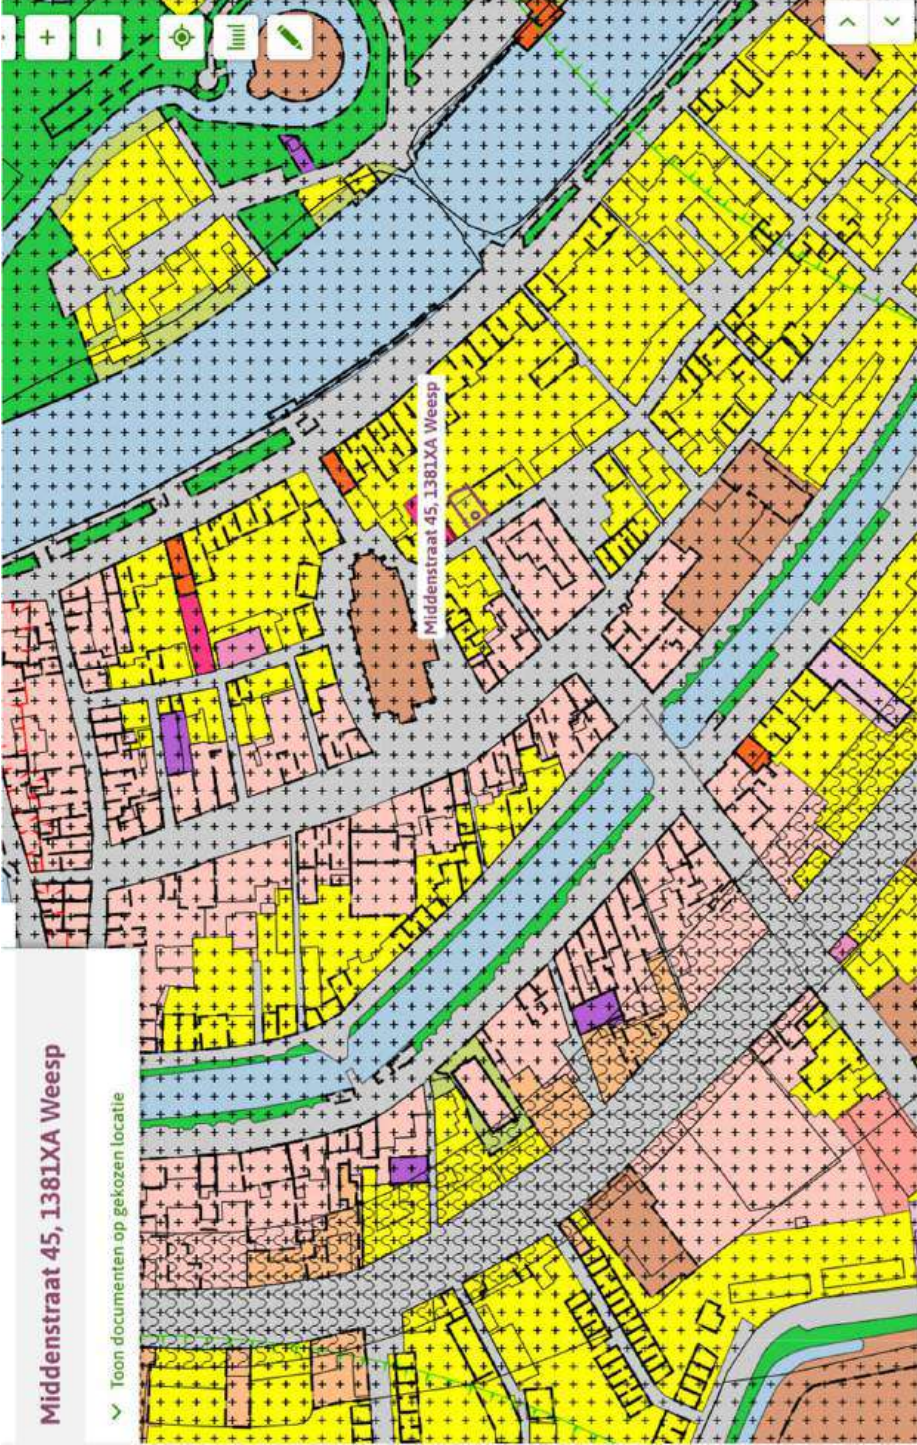 Middenstraat 45, 1381XA Weesp
Toon documenten op gekozen locatie
Middenstraat 45, 1381XA Weesp